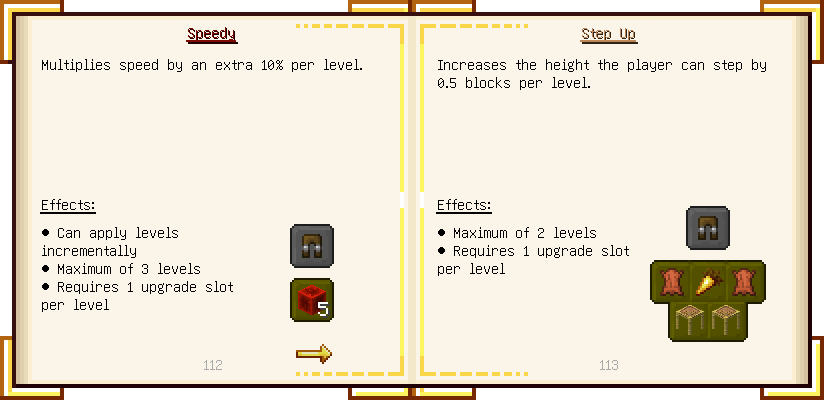 Speedy
Multiplies speed by an extra 10% per level.
Effects:
● Can apply levels
incrementally
● Maximum of 3 levels
● Requires 1 upgrade slot
per level
5
112
Step Up
Increases the height the player can step by
0.5 blocks per level.
Effects:
● Maximum of 2 levels
● Requires 1 upgrade slot
per level
113